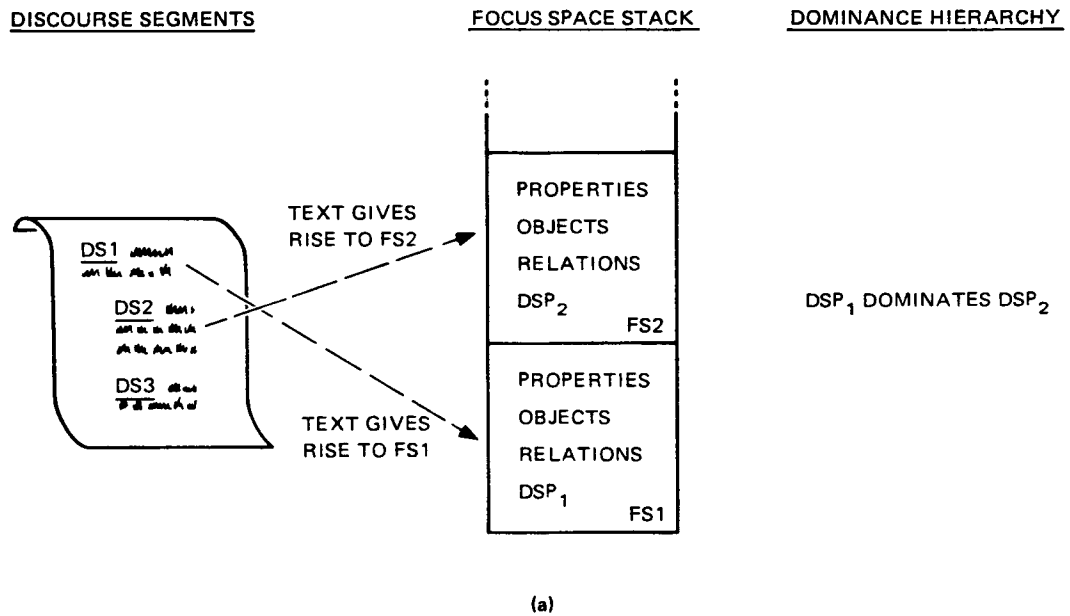 DISCOURSE SEGMENTS
FOCUS SPACE STACK
DOMINANCE HIERARCHY
TEXT GIVES
RISE TO FS2
DS1
DS2
DS3
TEXT GIVES
RISE TO FS1
PROPERTIES
OBJECTS
RELATIONS
DSP2
FS2
PROPERTIES
OBJECTS
RELATIONS
DSP1
FS1
DSP1 DOMINATES DSP2
(a)